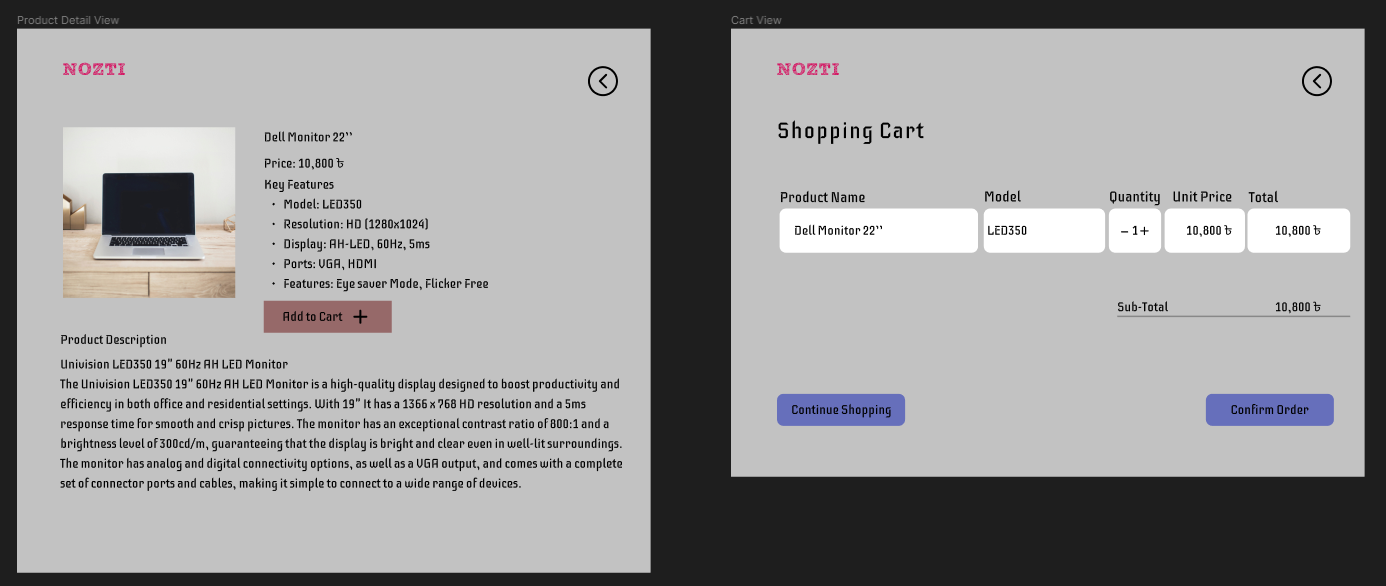 Product Detail View
NOZTI
Dell Monitor 22’’
Price: 10,800 ৳
Key Features
• Model: LED350
• Resolution: HD (1280x1024)
• Display: AH-LED, 60Hz, 5ms
• Ports: VGA, HDMI
• Features: Eye saver Mode, Flicker Free
Add to Cart +
Product Description
Univision LED350 19" 60Hz AH LED Monitor
The Univision LED350 19" 60Hz AH LED Monitor is a high-quality display designed to boost productivity and
efficiency in both office and residential settings. With 19" It has a 1366 x 768 HD resolution and a 5ms
response time for smooth and crisp pictures. The monitor has an exceptional contrast ratio of 800:1 and a
brightness level of 300cd/m, guaranteeing that the display is bright and clear even in well-lit surroundings.
The monitor has analog and digital connectivity options, as well as a VGA output, and comes with a complete
set of connector ports and cables, making it simple to connect to a wide range of devices.
Cart View
NOZTI
Shopping Cart
Product Name Model Quantity Unit Price Total
Dell Monitor 22’’ LED350 – 1 + 10,800 ৳ 10,800 ৳
Sub-Total 10,800 ৳
Continue Shopping Confirm Order